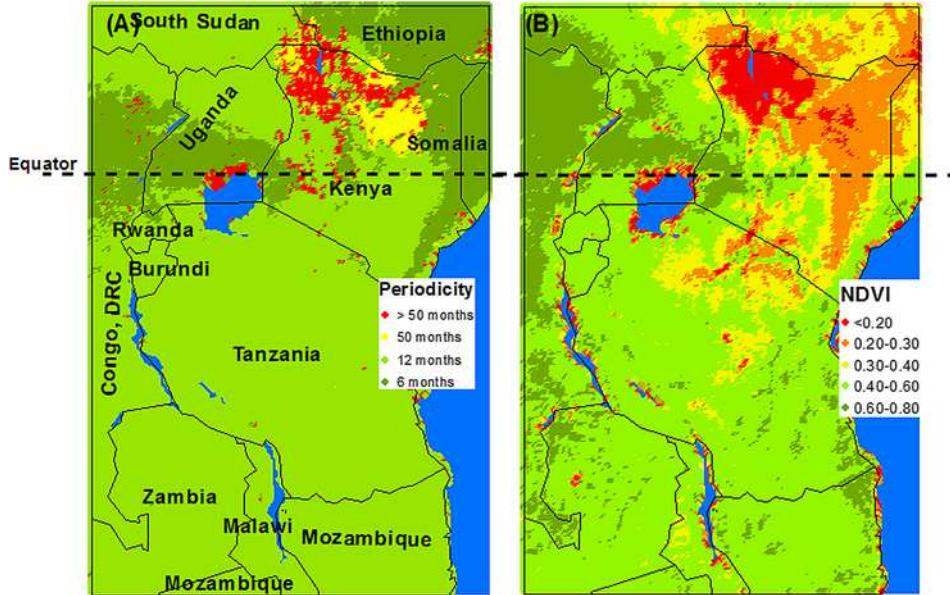 (A)
South Sudan
Ethiopia
Uganda
Somalia
Equator
Kenya
Rwanda
Burundi
Congo, DRC
Tanzania
Zambia
Malawi
Mozambique
Mozambique
Periodicity
> 50 months
50 months
12 months
6 months
(B)
NDVI
<0.20
0.20-0.30
0.30-0.40
0.40-0.60
0.60-0.80